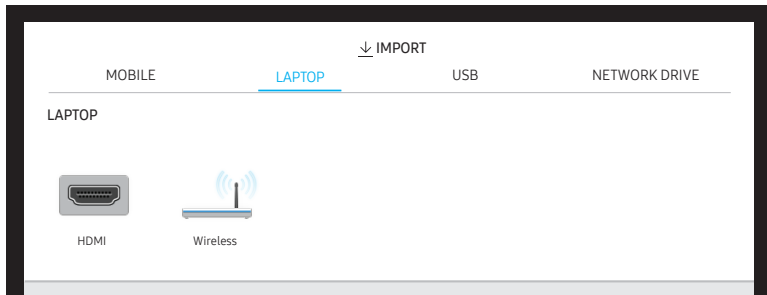 IMPORT
MOBILE LAPTOP USB NETWORK DRIVE
LAPTOP
HDMI Wireless